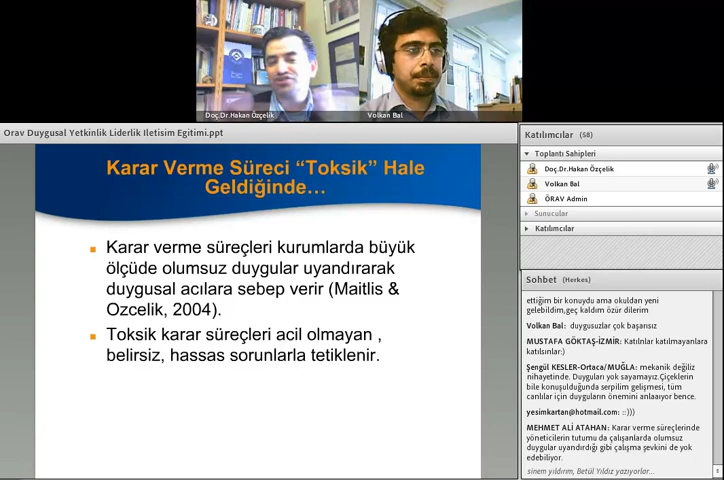 Doç.Dr.Hakan Özçelik
Volkan Bal
Orav Duygusal Yetkinlik Liderlik Iletisim Egitimi.ppt
Karar Verme Süreci “Toksik” Hale
Geldiğinde…
Karar verme süreçleri kurumlarda büyük
ölçüde olumsuz duygular uyandırarak
duygusal acılara sebep verir (Maitlis &
Ozcelik, 2004).
Toksik karar süreçleri acil olmayan ,
belirsiz, hassas sorunlarla tetiklenir.
Katılımcılar (58)
Toplantı Sahipleri
Doç.Dr.Hakan Özçelik
Volkan Bal
ÖRAV Admin
Sunucular
Katılımcılar
Sohbet (Herkes)
ettiğim bir konuydu ama okuldan yeni
gelebildim,geç kaldım özür dilerim
Volkan Bal: duygusuzlar çok başarısız
MUSTAFA GÖKTAŞ-İZMİR: Katılnlar katılmayanlara
katılsınlar:)
Şengül KESLER-Ortaca/MUĞLA: mekanik değiliz
nihayetinde. Duyguları yok sayamayız.Çiçeklerin
bile konuşulduğunda serpilim gelişmesi, tüm
canlılar için duyguların önemini anlaaıyor bence.
yesimkartan@hotmail.com: ::)))
MEHMET ALİ ATAHAN: Karar verme süreçlerinde
yöneticilerin tutumu da çalışanlarda olumsuz
duygular uyandırdığı gibi çalışma şevkini de yok
edebiliyor.
sinem yıldırım, Betül Yıldız yazıyorlar...